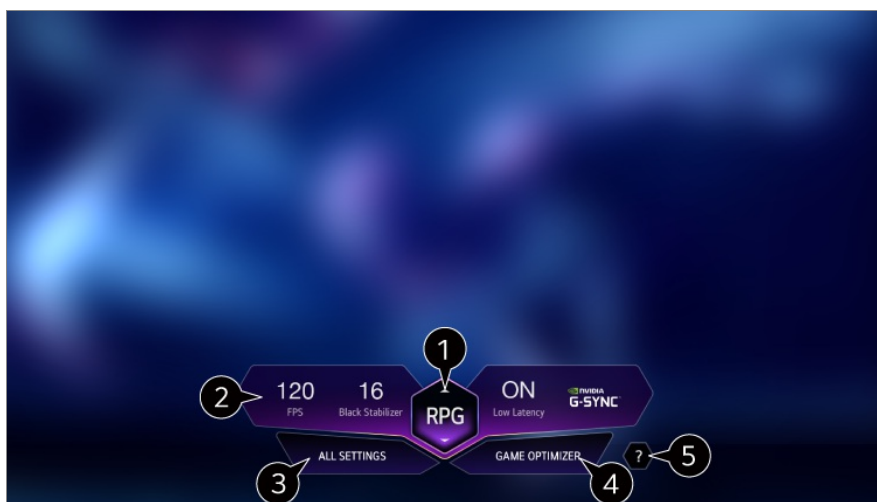 1
2
120
FPS
16
Black Stabilizer
RPG
ON
Low Latency
NVIDIA
G-SYNC
ALL SETTINGS
GAME OPTIMIZER
?
5
3
4